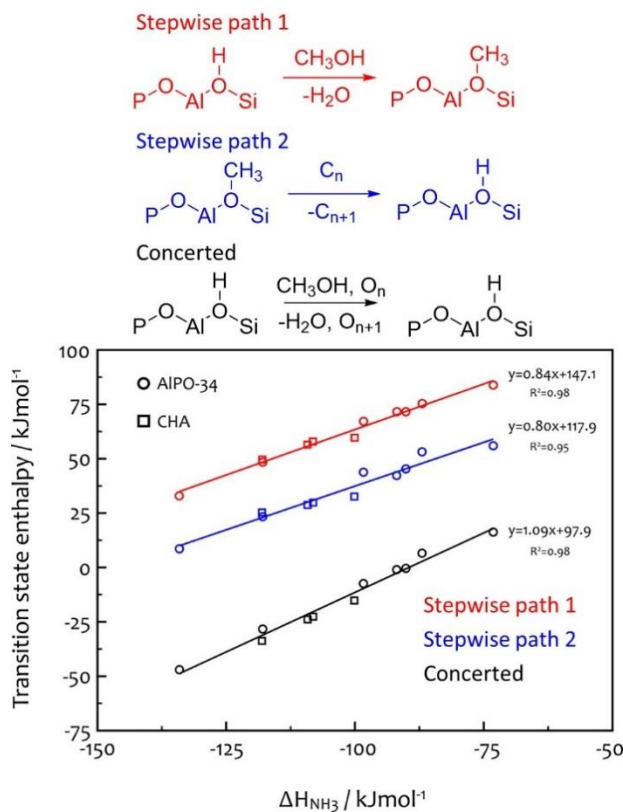 Stepwise path 1
H
CH₃
CH₃OH
P O Al O Si
-H₂O
P O Al O Si
Stepwise path 2
CH₃
H
Cₙ
P O Al O Si
-Cₙ₊₁
P O Al O Si
Concerted
H
H
CH₃OH, Oₙ
P O Al O Si
-H₂O, Oₙ₊₁
P O Al O Si
Transition state enthalpy / kJmol⁻¹
100
75
50
25
0
-25
-50
-75
AlPO-34
CHA
y=0.84x+147.1
R²=0.98
y=0.80x+117.9
R²=0.95
y=1.09x+97.9
R²=0.98
Stepwise path 1
Stepwise path 2
Concerted
-150 -125 -100 -75 -50
ΔH_NH3 / kJmol⁻¹